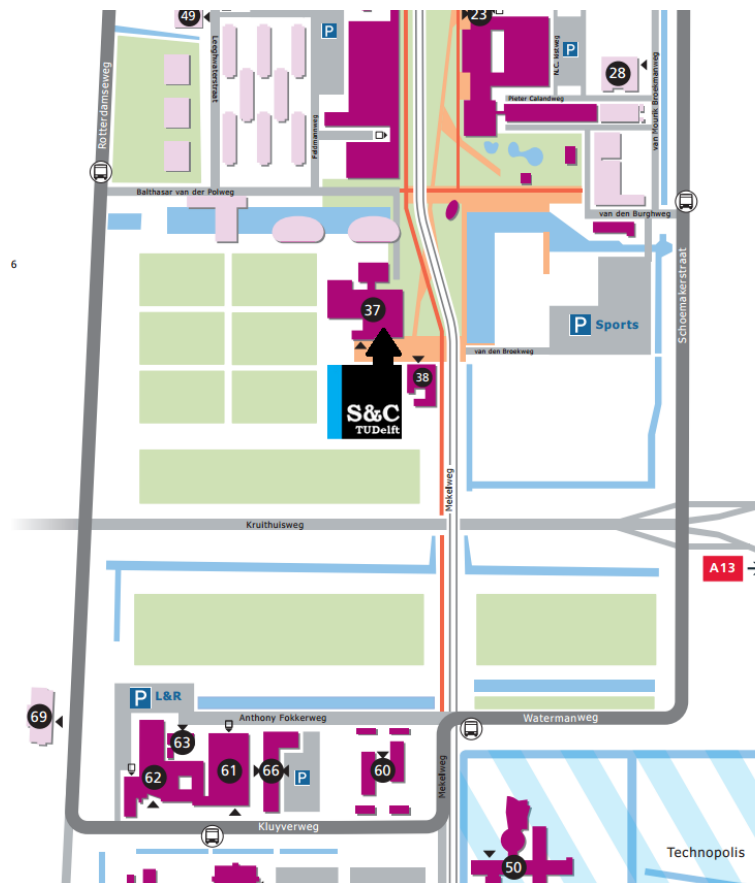 49
P
23
P
N.C. Kistweg
28
Leeghwaterstraat
Feldmannweg
Pieter Calandweg
van Mourik Broekmanweg
Rotterdamseweg
Balthasar van der Polweg
van den Burghweg
6
37
P Sports
Schoemakerstraat
van den Broekweg
38
S&C
TUDelft
Mekelweg
Kruithuisweg
A13
P L&R
69
Anthony Fokkerweg
Watermanweg
63
62
61
66
P
60
Mekelweg
Kluyverweg
50
Technopolis